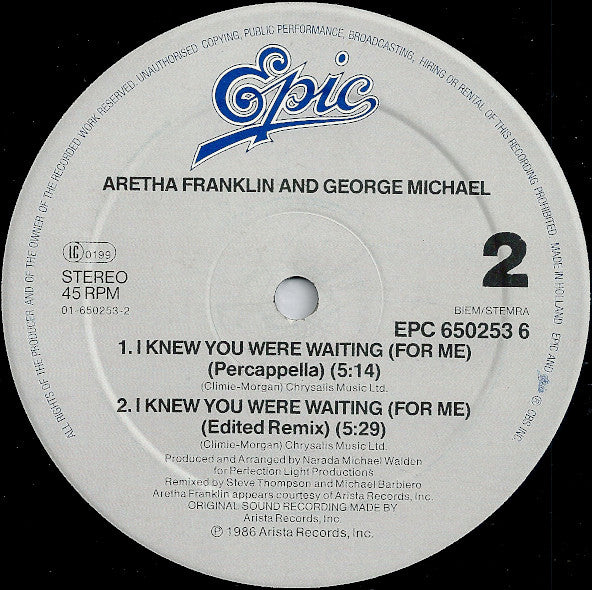 UNAUTHORISED COPYING, PUBLIC PERFORMANCE, BROADCASTING, HIRING OR RENTAL OF THIS RECORDING PROHIBITED. MADE IN HOLLAND. EPIC AND
ARE ℗ CBS INC.
ALL RIGHTS OF THE PRODUCER AND OF THE OWNER OF THE RECORDED WORK RESERVED.
Epic
ARETHA FRANKLIN AND GEORGE MICHAEL
LC 0199
STEREO
45 RPM
01-650253-2
2
BIEM/STEMRA
EPC 650253 6
1. I KNEW YOU WERE WAITING (FOR ME)
(Percappella) (5:14)
(Climie-Morgan) Chrysalis Music Ltd.
2. I KNEW YOU WERE WAITING (FOR ME)
(Edited Remix) (5:29)
(Climie-Morgan) Chrysalis Music Ltd.
Produced and Arranged by Narada Michael Walden
for Perfection Light Productions
Remixed by Steve Thompson and Michael Barbiero
Aretha Franklin appears courtesy of Arista Records, Inc.
ORIGINAL SOUND RECORDING MADE BY
Arista Records, Inc.
℗ 1986 Arista Records, Inc.